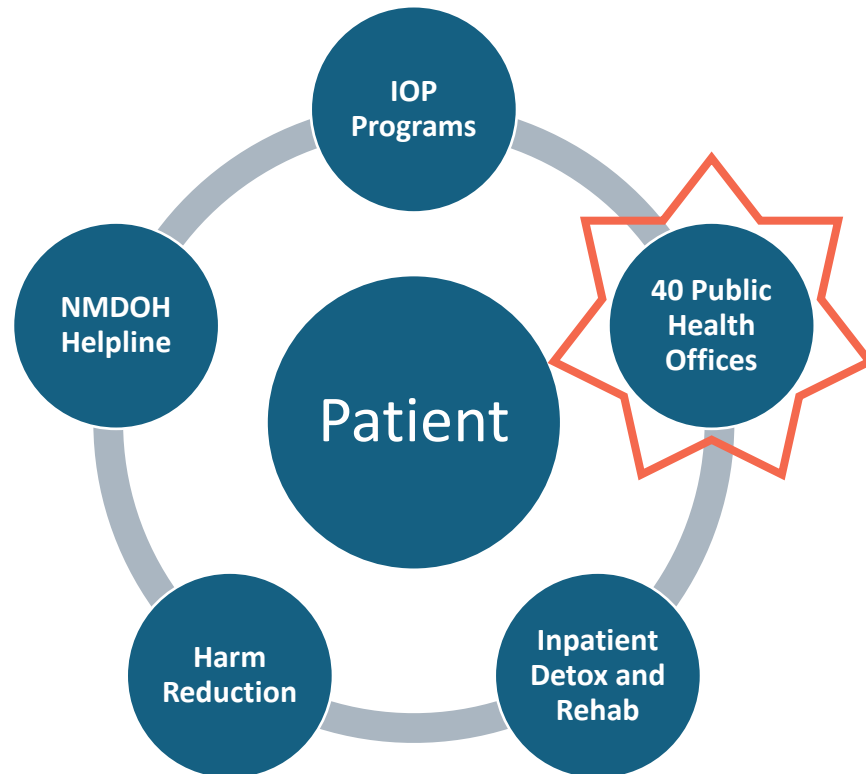 IOP
Programs
40 Public
Health
Offices
NMDOH
Helpline
Patient
Harm
Reduction
Inpatient
Detox and
Rehab